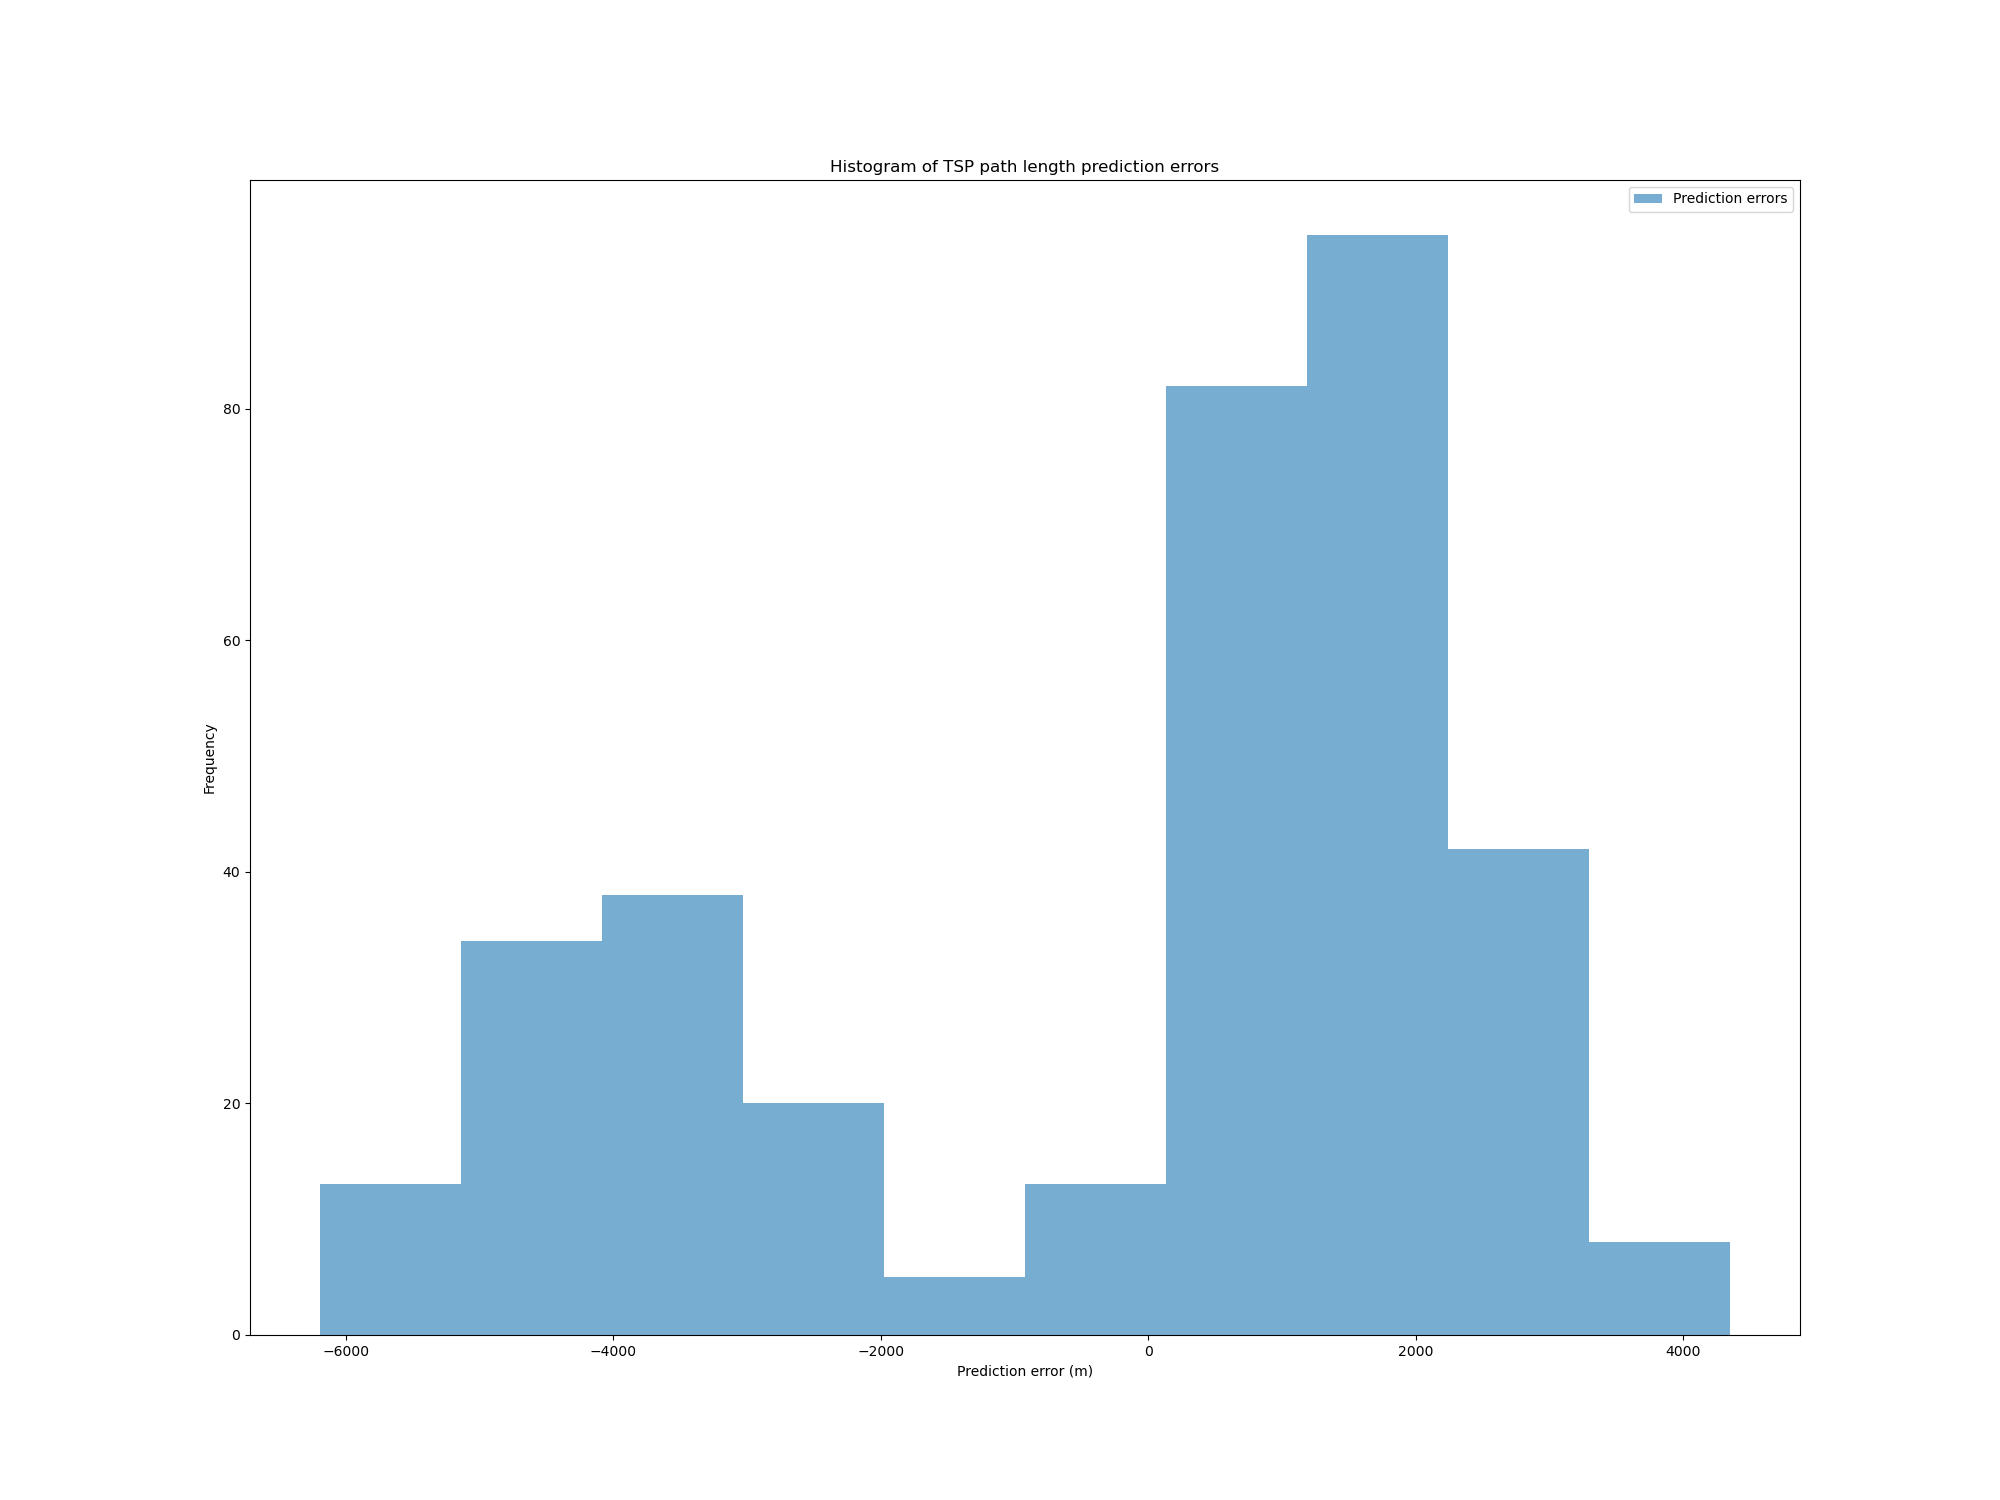 Histogram of TSP path length prediction errors
Prediction errors
80
60
40
20
0
Frequency
−6000
−4000
−2000
0
2000
4000
Prediction error (m)